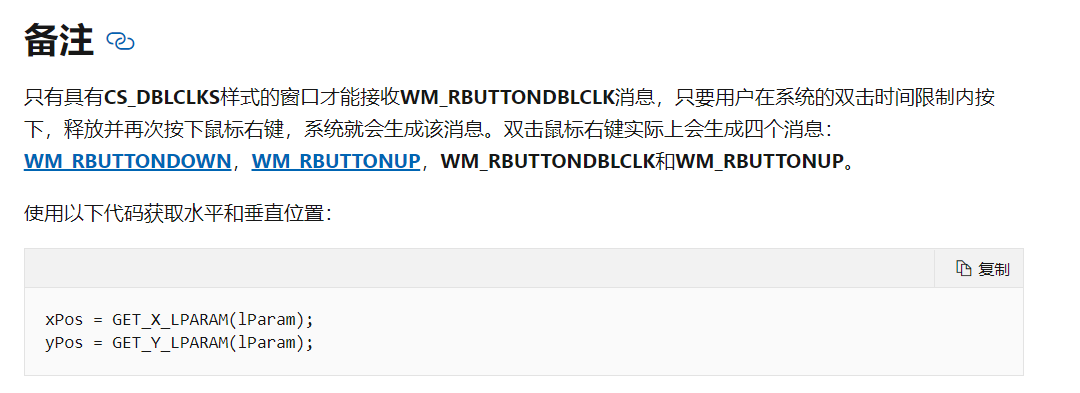 备注
只有具有CS_DBLCLKS样式的窗口才能接收WM_RBUTTONDBLCLK消息，只要用户在系统的双击时间限制内按
下，释放并再次按下鼠标右键，系统就会生成该消息。双击鼠标右键实际上会生成四个消息：
WM_RBUTTONDOWN，WM_RBUTTONUP，WM_RBUTTONDBLCLK和WM_RBUTTONUP。
使用以下代码获取水平和垂直位置：
复制
xPos = GET_X_LPARAM(lParam);
yPos = GET_Y_LPARAM(lParam);